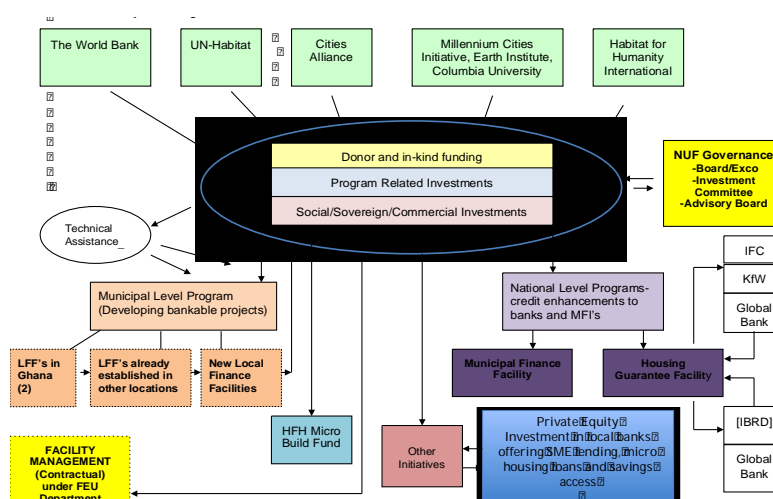 The World Bank
UN-Habitat
Cities
Alliance
Millennium Cities
Initiative, Earth Institute,
Columbia University
Habitat for
Humanity
International
Donor and in-kind funding
Program Related Investments
Social/Sovereign/Commercial Investments
NUF Governance
-Board/Exco
-Investment
Committee
-Advisory Board
Technical
Assistance_
IFC
KfW
Global
Bank
Municipal Level Program
(Developing bankable projects)
National Level Programs-
credit enhancements to
banks and MFI's
LFF's in
Ghana
(2)
LFF's already
established in
other locations
New Local
Finance
Facilities
Municipal Finance
Facility
Housing
Guarantee Facility
HFH Micro
Build Fund
Other
Initiatives
Private Equity
Investment in local banks
offering SME lending, micro
housing loans and savings
access
[IBRD]
Global
Bank
FACILITY
MANAGEMENT
(Contractual)
under FEU
Department